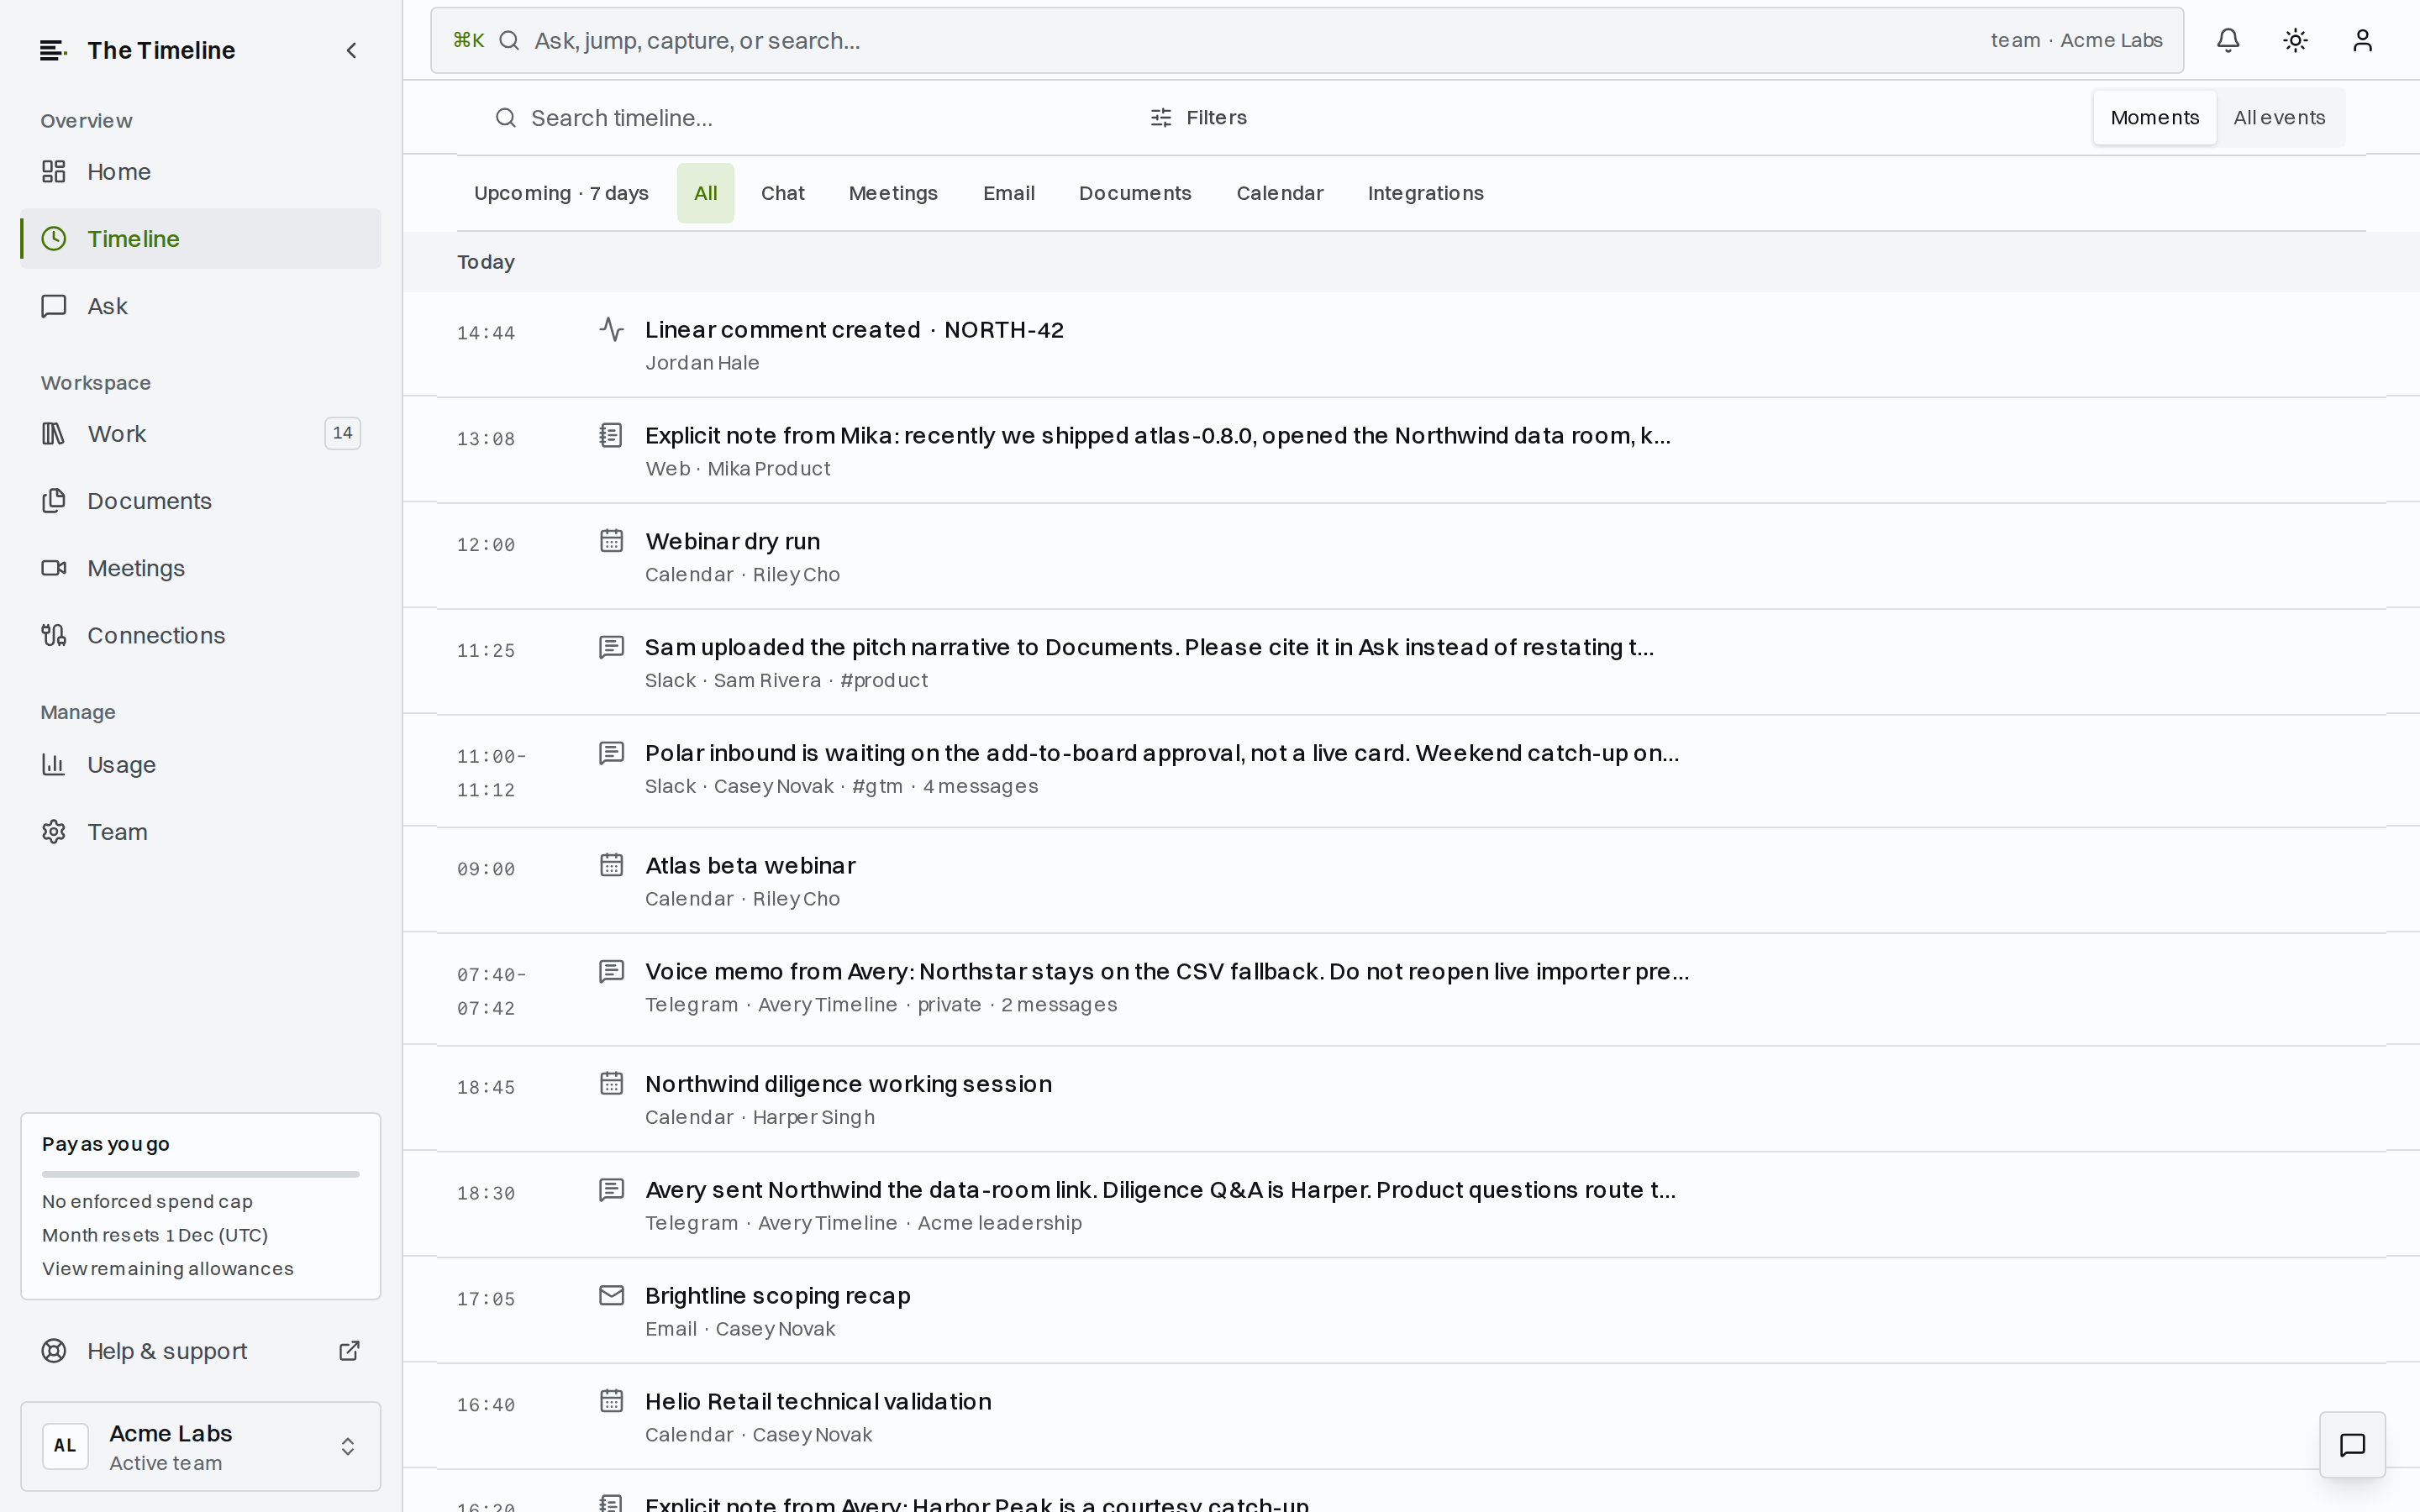 The Timeline
Overview
Home
Timeline
Ask
Workspace
Work 14
Documents
Meetings
Connections
Manage
Usage
Team
Pay as you go
No enforced spend cap
Month resets 1 Dec (UTC)
View remaining allowances
Help & support
AL
Acme Labs
Active team
⌘K Ask, jump, capture, or search... team · Acme Labs
Search timeline... Filters Moments All events
Upcoming · 7 days All Chat Meetings Email Documents Calendar Integrations
Today
14:44 Linear comment created · NORTH-42
Jordan Hale
13:08 Explicit note from Mika: recently we shipped atlas-0.8.0, opened the Northwind data room, k...
Web · Mika Product
12:00 Webinar dry run
Calendar · Riley Cho
11:25 Sam uploaded the pitch narrative to Documents. Please cite it in Ask instead of restating t...
Slack · Sam Rivera · #product
11:00– Polar inbound is waiting on the add-to-board approval, not a live card. Weekend catch-up on...
11:12 Slack · Casey Novak · #gtm · 4 messages
09:00 Atlas beta webinar
Calendar · Riley Cho
07:40– Voice memo from Avery: Northstar stays on the CSV fallback. Do not reopen live importer pre...
07:42 Telegram · Avery Timeline · private · 2 messages
18:45 Northwind diligence working session
Calendar · Harper Singh
18:30 Avery sent Northwind the data-room link. Diligence Q&A is Harper. Product questions route t...
Telegram · Avery Timeline · Acme leadership
17:05 Brightline scoping recap
Email · Casey Novak
16:40 Helio Retail technical validation
Calendar · Casey Novak
16:20 Explicit note from Avery: Harbor Peak is a courtesy catch-up